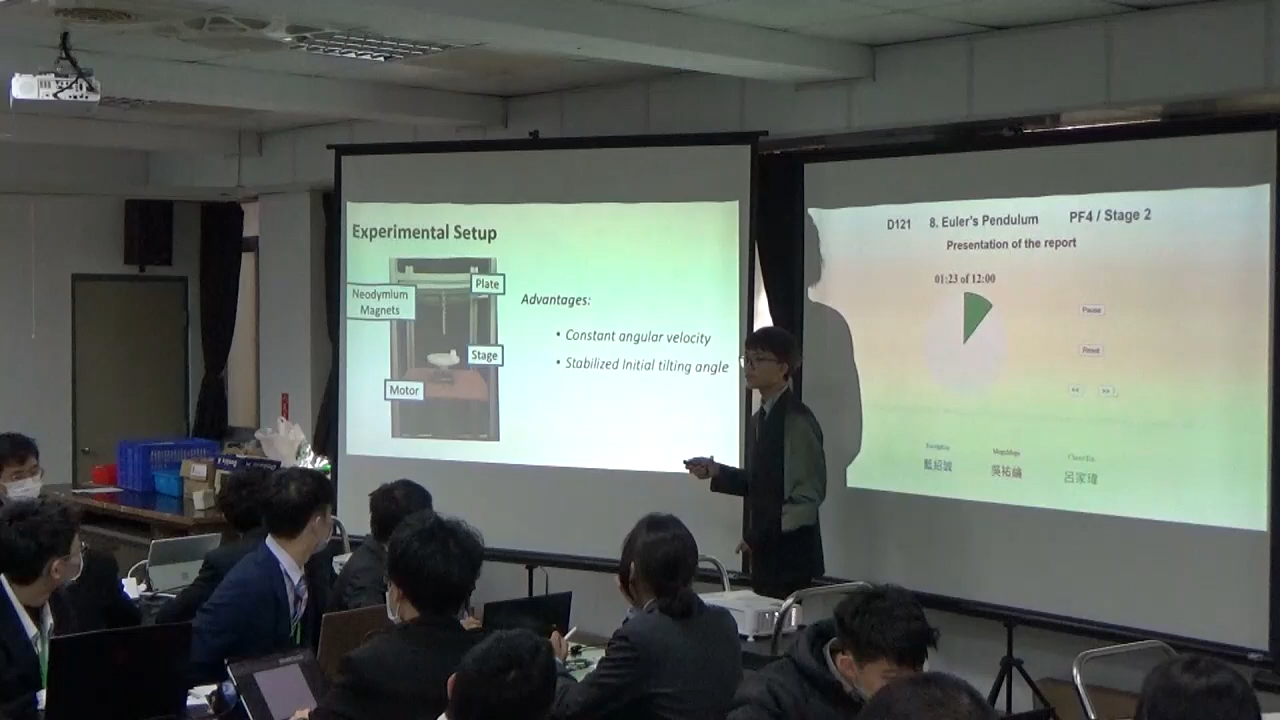 Experimental Setup
Plate
Neodymium
Magnets
Stage
Motor
Advantages:
• Constant angular velocity
• Stabilized Initial tilting angle
D121 8. Euler's Pendulum PF4 / Stage 2
Presentation of the report
01:23 of 12:00
Pause
Reset
<<
>>
藍紹誠
吳祐綸
呂家瑋